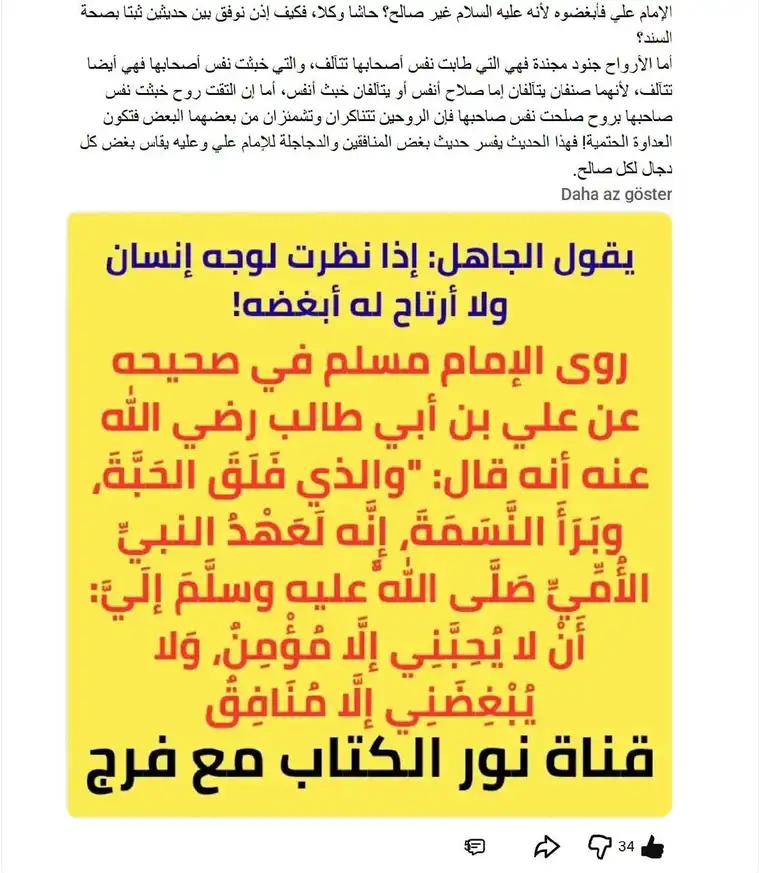 الإمام علي فأبغضوه لأنه عليه السلام غير صالح؟ حاشا وكلا، فكيف إذن نوفق بين حديثين ثبتا بصحة
السند؟
أما الأرواح جنود مجندة فهي التي طابت نفس أصحابها تتآلف، والتي خبثت نفس أصحابها فهي أيضا
تتآلف، لأنهما صنفان يتآلفان إما صلاح أنفس أو يتآلفان خبث أنفس، أما إن التقت روح خبثت نفس
صاحبها بروح صلحت نفس صاحبها فإن الروحين تتناكران وتشمئزان من بعضهما البعض فتكون
العداوة الحتمية! فهذا الحديث يفسر حديث بغض المنافقين والدجاجلة للإمام علي وعليه يقاس بغض كل
دجال لكل صالح.
Daha az göster
يقول الجاهل: إذا نظرت لوجه إنسان
ولا أرتاح له أبغضه!
روى الإمام مسلم في صحيحه
عن علي بن أبي طالب رضي الله
عنه أنه قال: "والذي فَلَقَ الحَبَّةَ,
وبَرَأَ النَّسَمَةَ, إنَّه لَعَهْدُ النبيِّ
الأُمِّيِّ صَلَّى اللهُ عليه وسلَّمَ إلَيَّ:
أَنْ لا يُحِبَّنِي إلَّا مُؤْمِنٌ, وَلا
يُبْغِضَنِي إلَّا مُنَافِقٌ
قناة نور الكتاب مع فرج
34
5